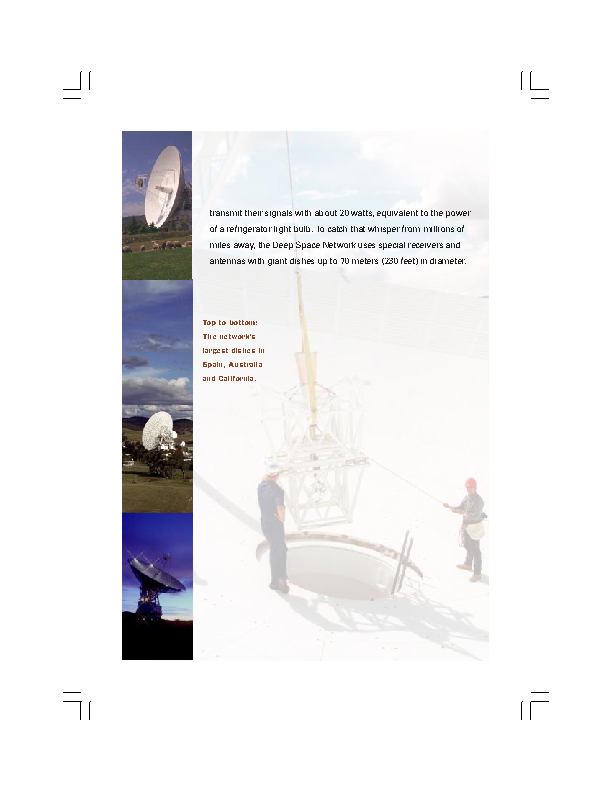 transmit their signals with about 20 watts, equivalent to the power
of a refrigerator light bulb. To catch that whisper from millions of
miles away, the Deep Space Network uses special receivers and
antennas with giant dishes up to 70 meters (230 feet) in diameter.
Top to bottom:
The network's
largest dishes in
Spain, Australia
and California.